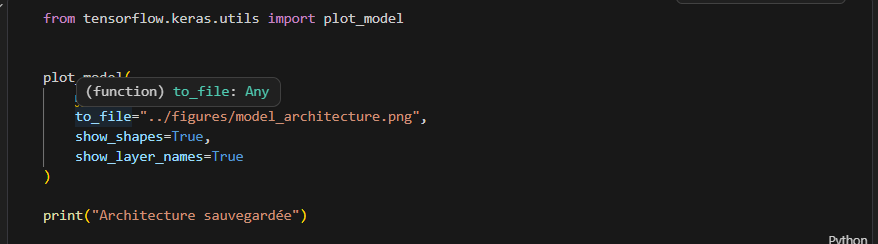 from tensorflow.keras.utils import plot_model
plot_model(
(function) to_file: Any
to_file="../figures/model_architecture.png",
show_shapes=True,
show_layer_names=True
)
print("Architecture sauvegardée")
Python